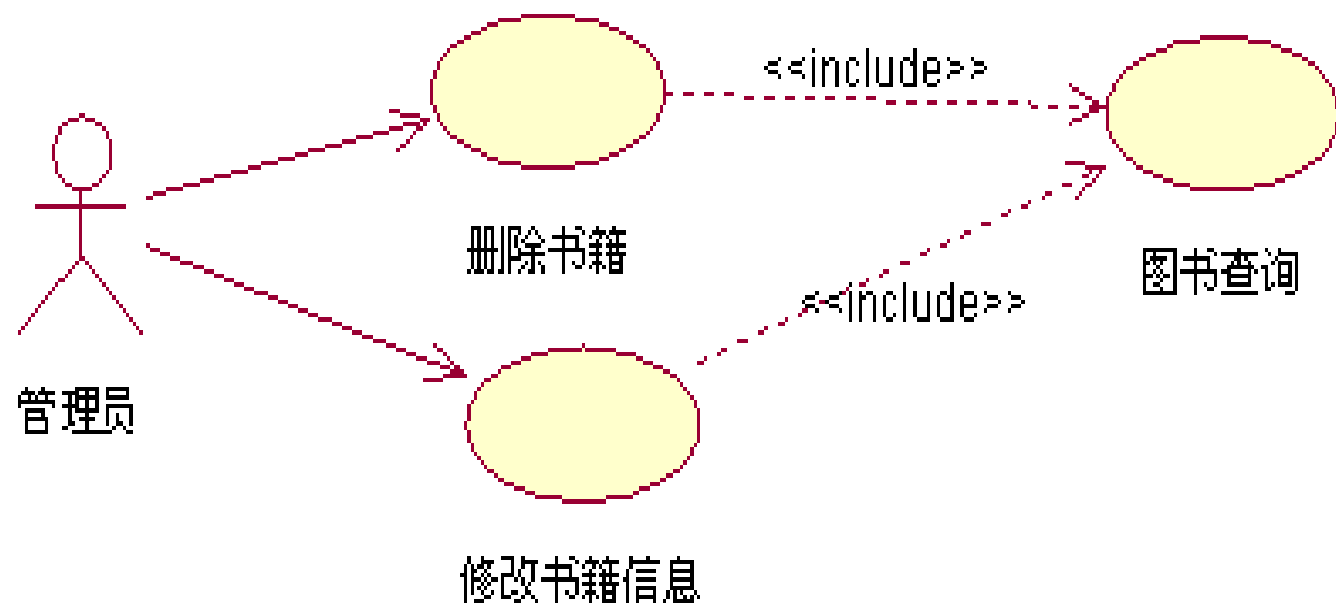 <<include>>
删除书籍
图书查询
<<include>>
管理员
修改书籍信息